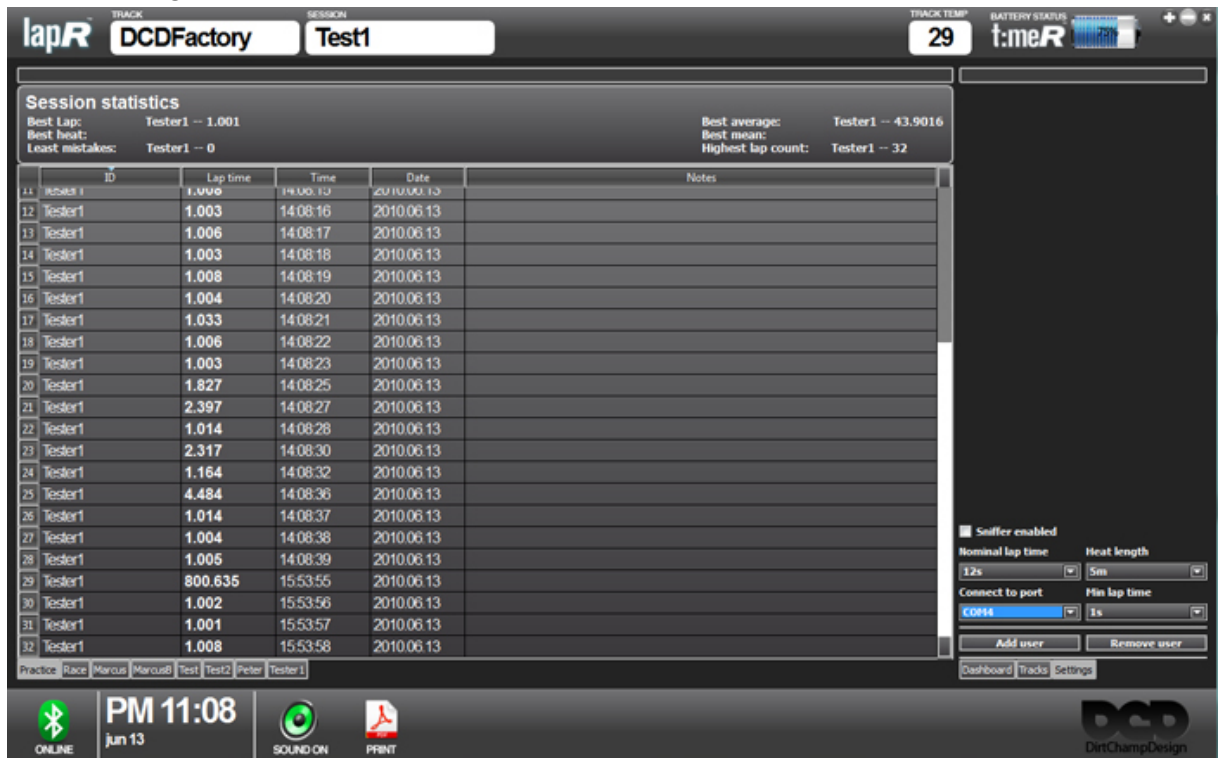 lapR
TRACK
DCDFactory
SESSION
Test1
TRACK TEMP
29
BATTERY STATUS
t:meR
Session statistics
Best Lap: Tester1 -- 1.001
Best heat:
Least mistakes: Tester1 -- 0
Best average: Tester1 -- 43.9016
Best mean:
Highest lap count: Tester1 -- 32
ID Lap time Time Date Notes
11 Tester1 1.008 14:08:15 2010.06.13
12 Tester1 1.003 14:08:16 2010.06.13
13 Tester1 1.006 14:08:17 2010.06.13
14 Tester1 1.003 14:08:18 2010.06.13
15 Tester1 1.008 14:08:19 2010.06.13
16 Tester1 1.004 14:08:20 2010.06.13
17 Tester1 1.033 14:08:21 2010.06.13
18 Tester1 1.006 14:08:22 2010.06.13
19 Tester1 1.003 14:08:23 2010.06.13
20 Tester1 1.827 14:08:25 2010.06.13
21 Tester1 2.397 14:08:27 2010.06.13
22 Tester1 1.014 14:08:28 2010.06.13
23 Tester1 2.317 14:08:30 2010.06.13
24 Tester1 1.164 14:08:32 2010.06.13
25 Tester1 4.484 14:08:36 2010.06.13
26 Tester1 1.014 14:08:37 2010.06.13
27 Tester1 1.004 14:08:38 2010.06.13
28 Tester1 1.005 14:08:39 2010.06.13
29 Tester1 800.635 15:53:55 2010.06.13
30 Tester1 1.002 15:53:56 2010.06.13
31 Tester1 1.001 15:53:57 2010.06.13
32 Tester1 1.008 15:53:58 2010.06.13
Practice Race Marcus MarcusB Test Test2 Peter Tester1
Sniffer enabled
Nominal lap time Heat length
12s 5m
Connect to port Min lap time
COM4 1s
Add user Remove user
Dashboard Tracks Settings
ONLINE
PM 11:08
jun 13
SOUND ON
PDF
PRINT
DCD
DirtChampDesign